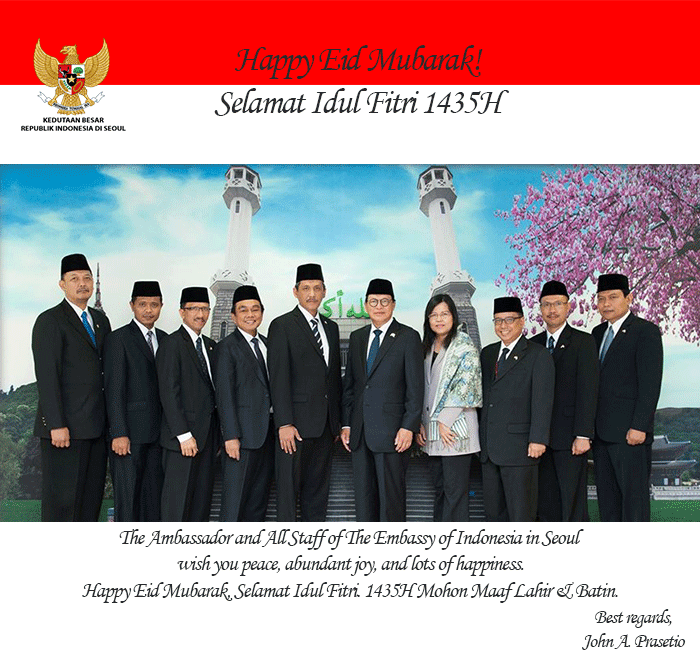 Happy Eid Mubarak!
Selamat Idul Fitri 1435H
KEDUTAAN BESAR
REPUBLIK INDONESIA DI SEOUL
The Ambassador and All Staff of The Embassy of Indonesia in Seoul
wish you peace, abundant joy, and lots of happiness.
Happy Eid Mubarak, Selamat Idul Fitri. 1435H Mohon Maaf Lahir & Batin.
Best regards,
John A. Prasetio